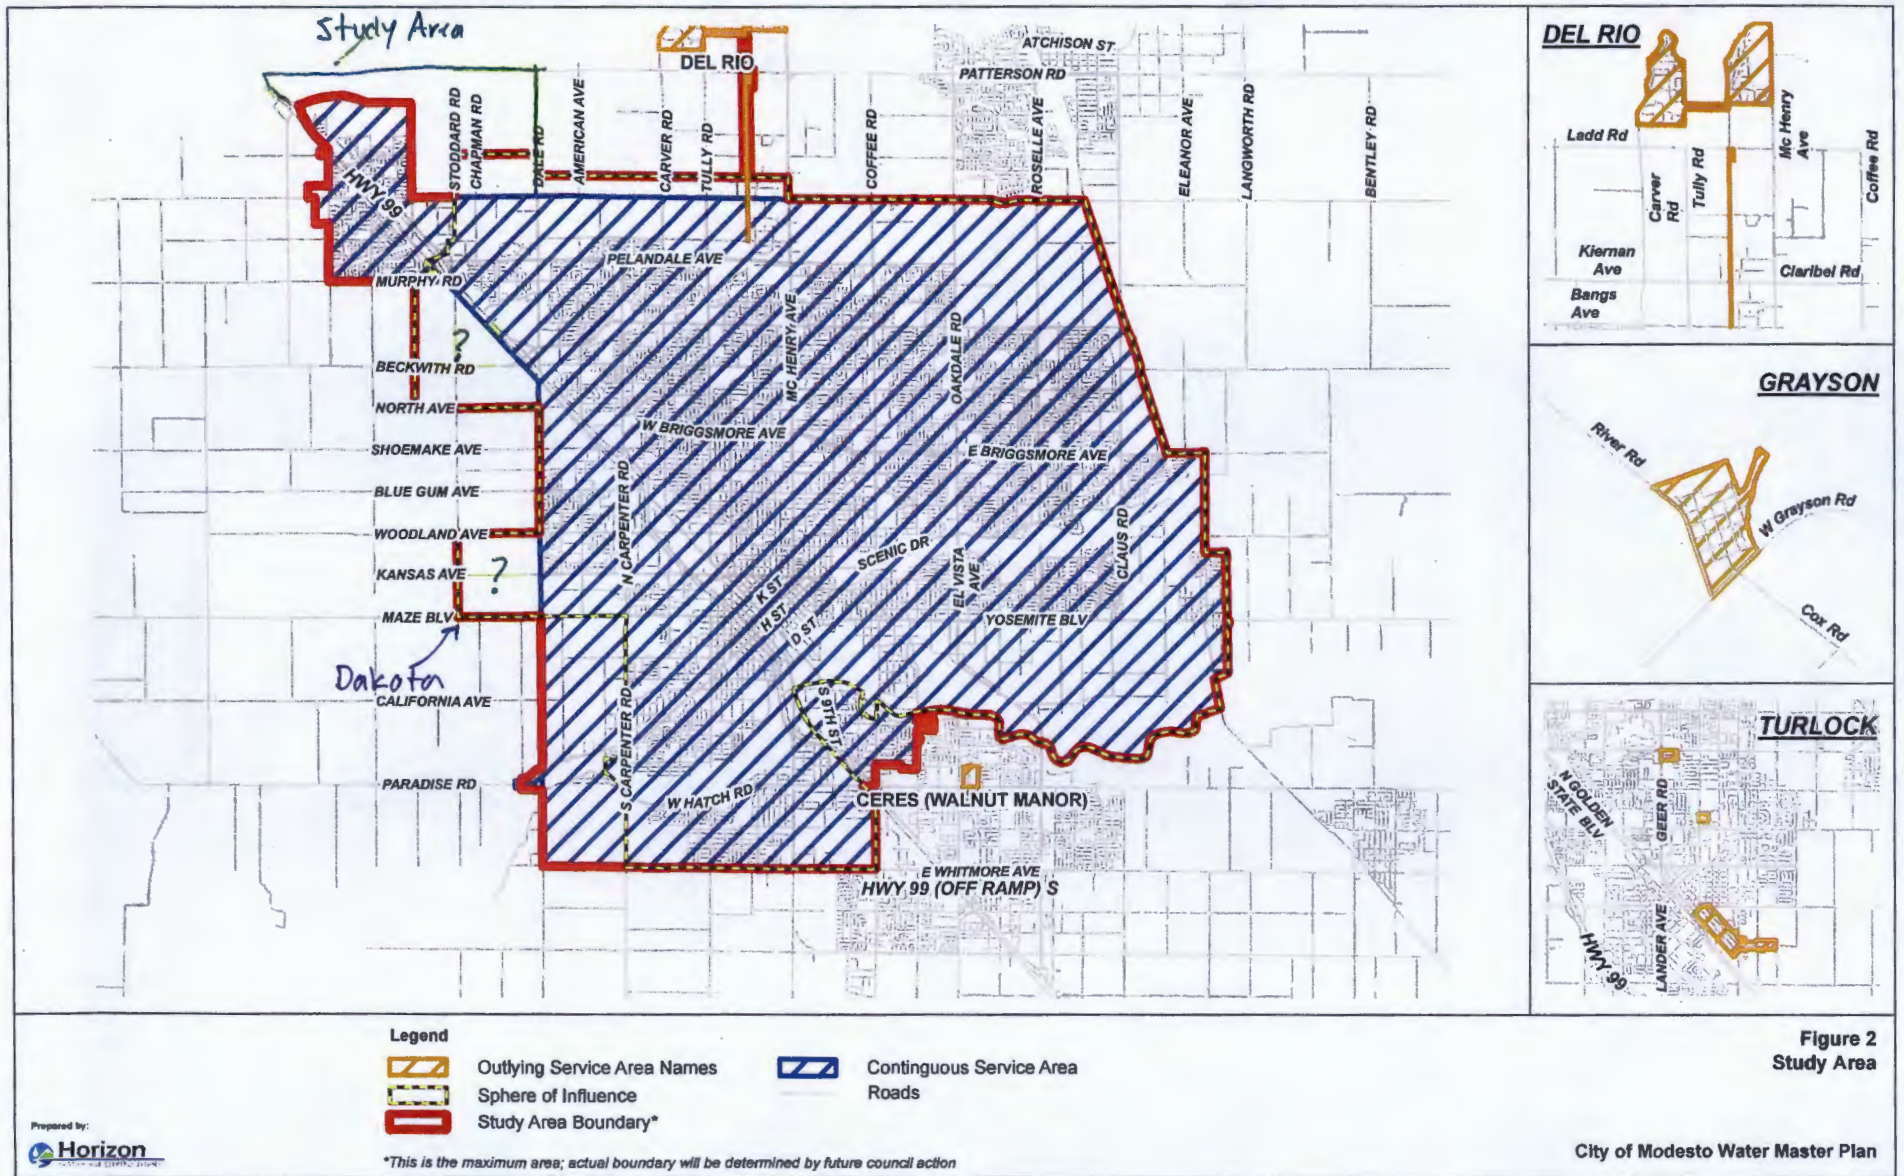 Study Area
DEL RIO
ATCHISON ST
PATTERSON RD
STODDARD RD
CHAPMAN RD
DALE RD
AMERICAN AVE
CARVER RD
TULLY RD
COFFEE RD
ROSELLE AVE
ELEANOR AVE
LANGWORTH RD
BENTLEY RD
HWY 99
PELANDALE AVE
MURPHY RD
?
BECKWITH RD
MC HENRY AVE
OAKDALE RD
NORTH AVE
W BRIGGSMORE AVE
SHOEMAKE AVE
E BRIGGSMORE AVE
BLUE GUM AVE
N CARPENTER RD
WOODLAND AVE
CLAUS RD
SCENIC DR
KANSAS AVE
?
EL VISTA
AVE
K ST
H ST
D ST
MAZE BLV
YOSEMITE BLV
Dakota
CALIFORNIA AVE
S 9TH ST
S CARPENTER RD
PARADISE RD
W HATCH RD
CERES (WALNUT MANOR)
E WHITMORE AVE
HWY 99 (OFF RAMP) S
DEL RIO
Ladd Rd
Carver
Rd
Tully Rd
Mc Henry
Ave
Coffee Rd
Kiernan
Ave
Claribel Rd
Bangs
Ave
GRAYSON
River Rd
W Grayson Rd
Cox Rd
TURLOCK
N GOLDEN
STATE BLV
GEER RD
LANDER AVE
HWY 99
Legend
Outlying Service Area Names
Sphere of Influence
Study Area Boundary*
Continguous Service Area
Roads
*This is the maximum area; actual boundary will be determined by future council action
Prepared by:
Horizon
Figure 2
Study Area
City of Modesto Water Master Plan